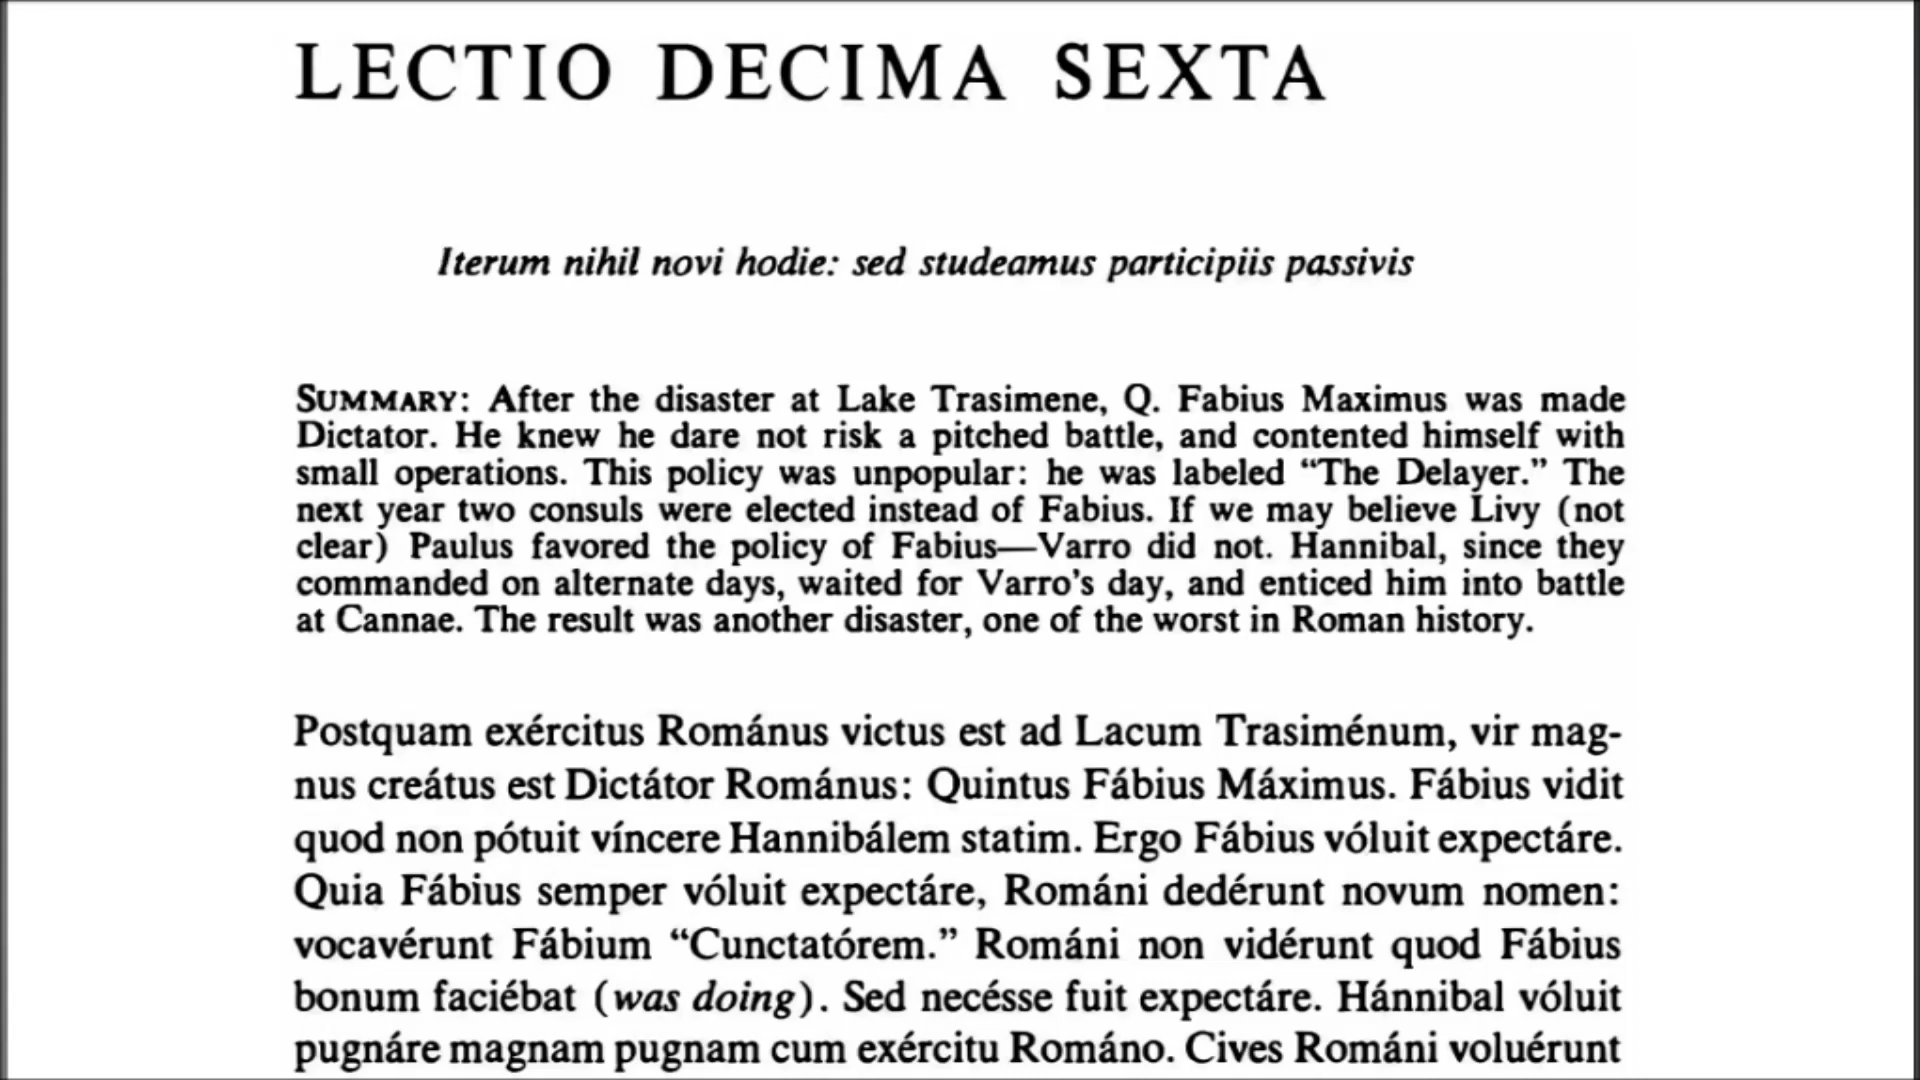 LECTIO DECIMA SEXTA
Iterum nihil novi hodie: sed studeamus participiis passivis
SUMMARY: After the disaster at Lake Trasimene, Q. Fabius Maximus was made
Dictator. He knew he dare not risk a pitched battle, and contented himself with
small operations. This policy was unpopular: he was labeled “The Delayer.” The
next year two consuls were elected instead of Fabius. If we may believe Livy (not
clear) Paulus favored the policy of Fabius—Varro did not. Hannibal, since they
commanded on alternate days, waited for Varro’s day, and enticed him into battle
at Cannae. The result was another disaster, one of the worst in Roman history.
Postquam exércitus Románus victus est ad Lacum Trasiménum, vir mag-
nus creátus est Dictátor Románus: Quintus Fábius Máximus. Fábius vidit
quod non pótuit víncere Hannibálem statim. Ergo Fábius vóluit expectáre.
Quia Fábius semper vóluit expectáre, Románi dedérunt novum nomen:
vocavérunt Fábium “Cunctatórem.” Románi non vidérunt quod Fábius
bonum faciébat (was doing). Sed necésse fuit expectáre. Hánnibal vóluit
pugnáre magnam pugnam cum exércitu Románo. Cives Románi voluérunt